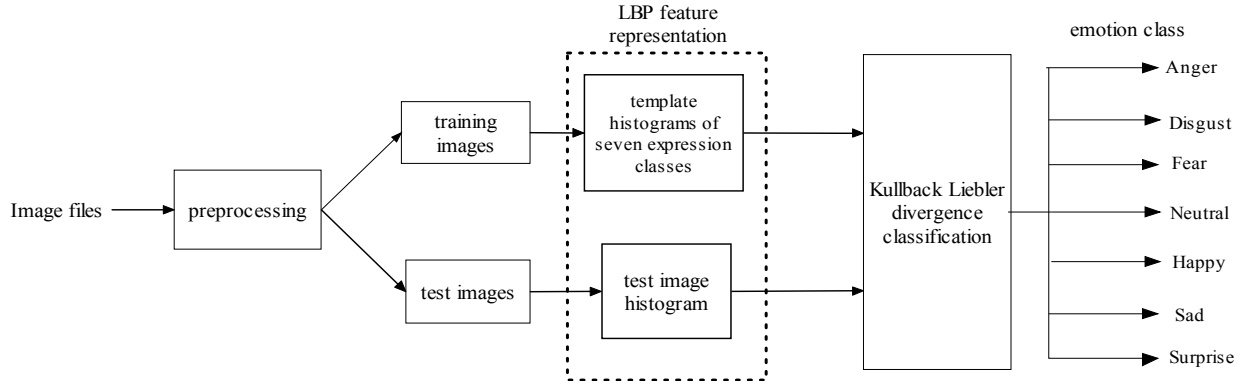 LBP feature
representation
emotion class
Image files
preprocessing
training
images
test images
template
histograms of
seven expression
classes
test image
histogram
Kullback Liebler
divergence
classification
Anger
Disgust
Fear
Neutral
Happy
Sad
Surprise